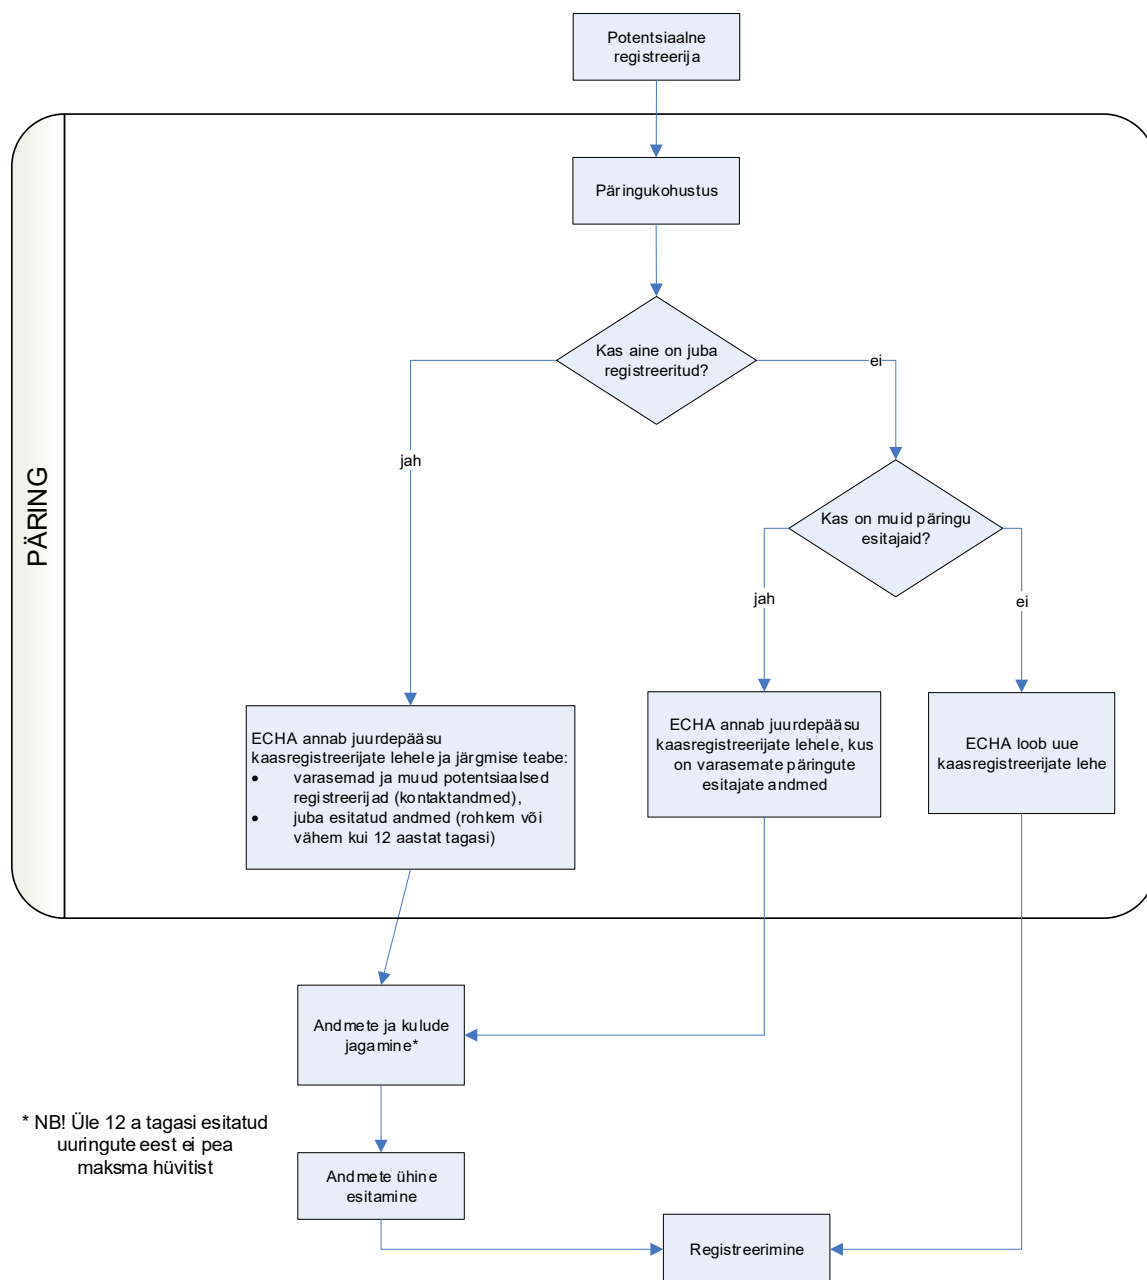 Potentsiaalne
registreerija
PÄRING
Päringukohustus
Kas aine on juba
registreeritud?
ei
jah
Kas on muid päringu
esitajaid?
jah
ei
ECHA annab juurdepääsu
kaasregistreerijate lehele ja järgmise teabe:
• varasemad ja muud potentsiaalsed
registreerijad (kontaktandmed),
• juba esitatud andmed (rohkem või
vähem kui 12 aastat tagasi)
ECHA annab juurdepääsu
kaasregistreerijate lehele, kus
on varasemate päringute
esitajate andmed
ECHA loob uue
kaasregistreerijate lehe
Andmete ja kulude
jagamine*
* NB! Üle 12 a tagasi esitatud
uuringute eest ei pea
maksma hüvitist
Andmete ühine
esitamine
Registreerimine